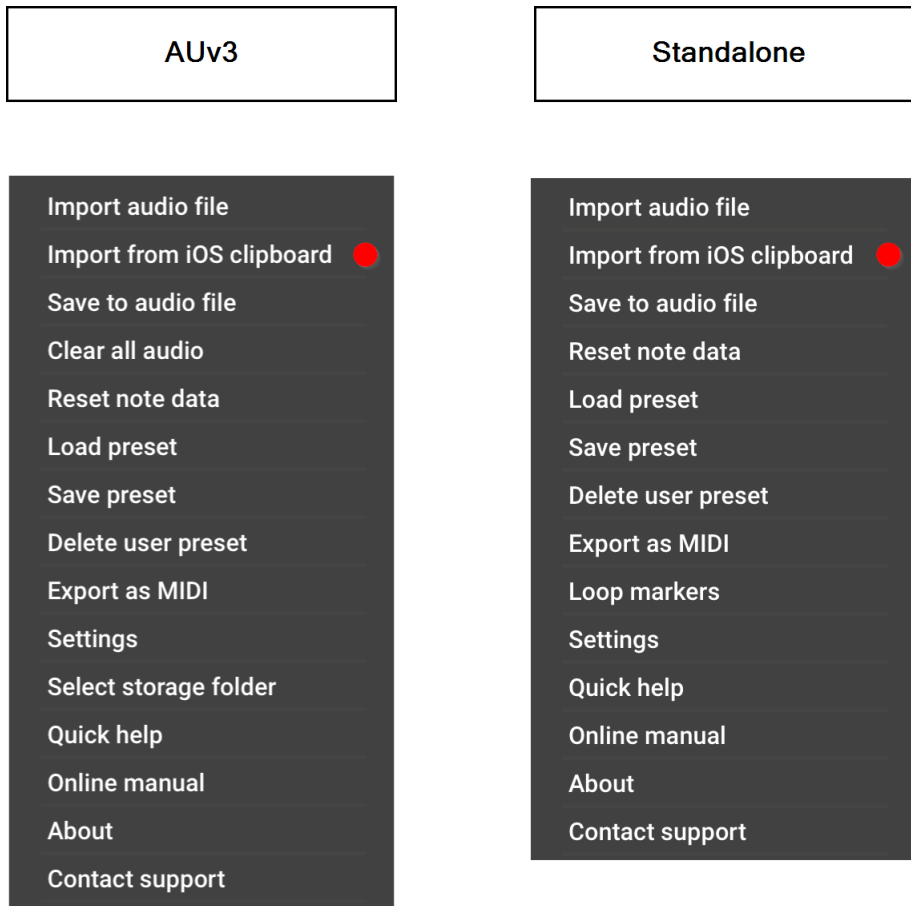 AUv3
Standalone
Import audio file
Import from iOS clipboard
Save to audio file
Clear all audio
Reset note data
Load preset
Save preset
Delete user preset
Export as MIDI
Settings
Select storage folder
Quick help
Online manual
About
Contact support
Import audio file
Import from iOS clipboard
Save to audio file
Reset note data
Load preset
Save preset
Delete user preset
Export as MIDI
Loop markers
Settings
Quick help
Online manual
About
Contact support